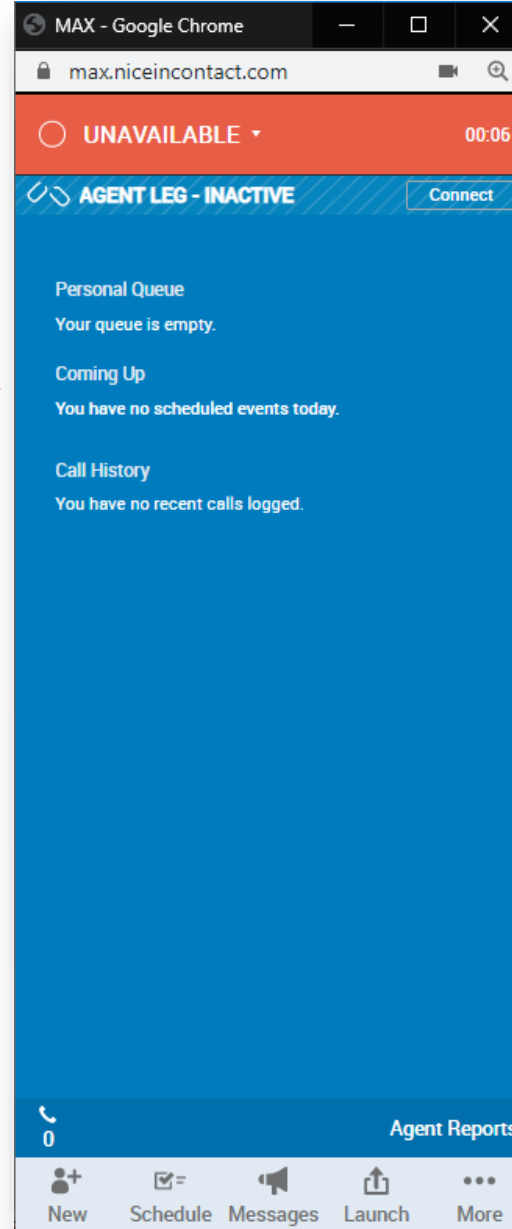 MAX - Google Chrome
max.niceincontact.com
UNAVAILABLE
00:06
AGENT LEG - INACTIVE
Connect
Personal Queue
Your queue is empty.
Coming Up
You have no scheduled events today.
Call History
You have no recent calls logged.
0
Agent Reports
New Schedule Messages Launch More